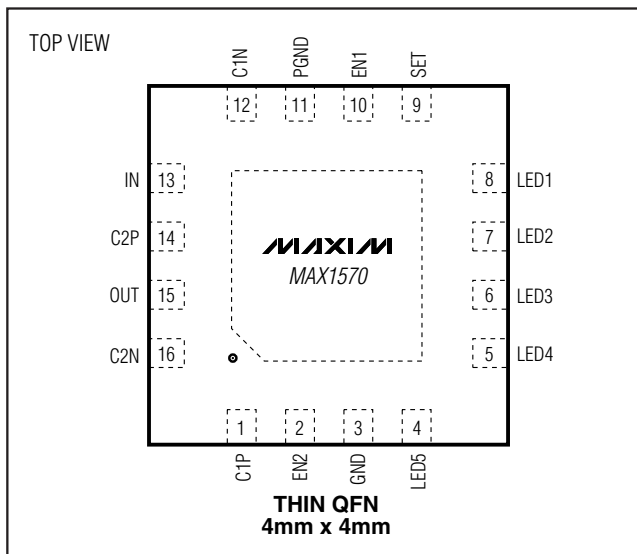 TOP VIEW
C1N
PGND
EN1
SET
12
11
10
9
IN 13
8 LED1
C2P 14
7 LED2
MAXIM
MAX1570
OUT 15
6 LED3
C2N 16
5 LED4
1
2
3
4
C1P
EN2
GND
LED5
THIN QFN
4mm x 4mm